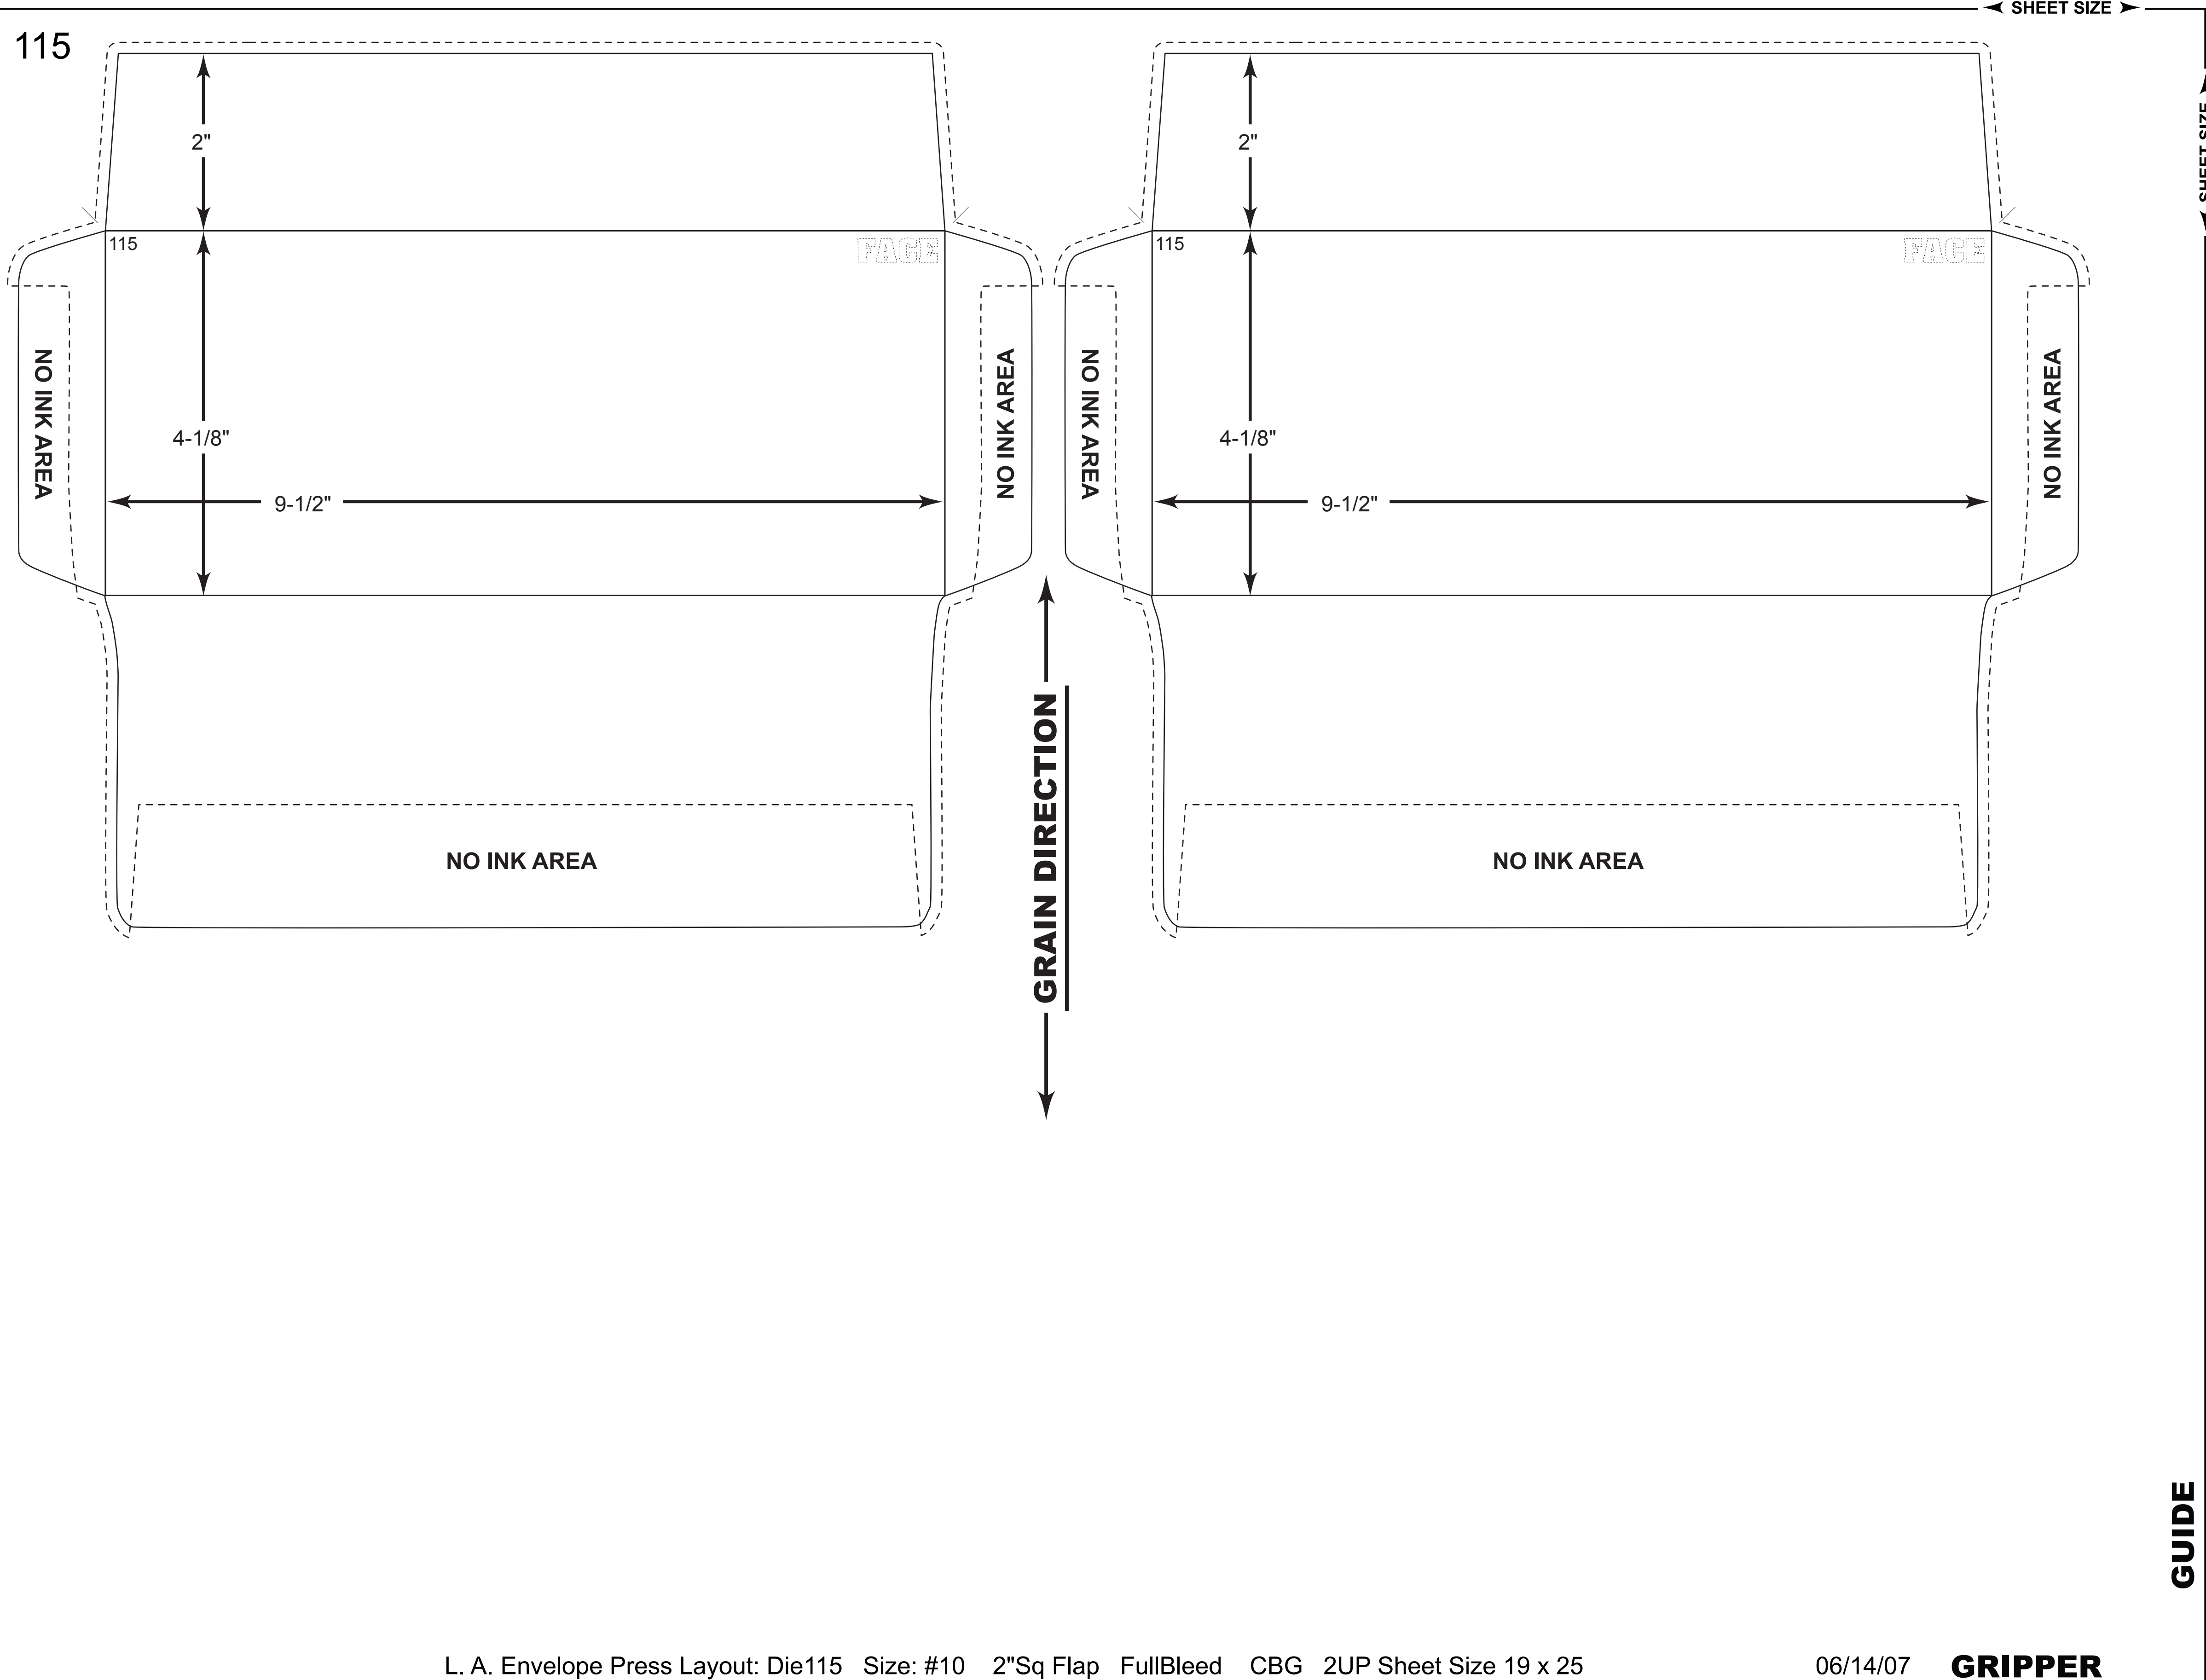 SHEET SIZE
115
SHEET SIZE
2"
2"
115
FACE
115
FACE
NO INK AREA
NO INK AREA
NO INK AREA
NO INK AREA
4-1/8"
4-1/8"
9-1/2"
9-1/2"
GRAIN DIRECTION
NO INK AREA
NO INK AREA
GUIDE
L. A. Envelope Press Layout: Die115 Size: #10 2"Sq Flap FullBleed CBG 2UP Sheet Size 19 x 25 06/14/07 GRIPPER